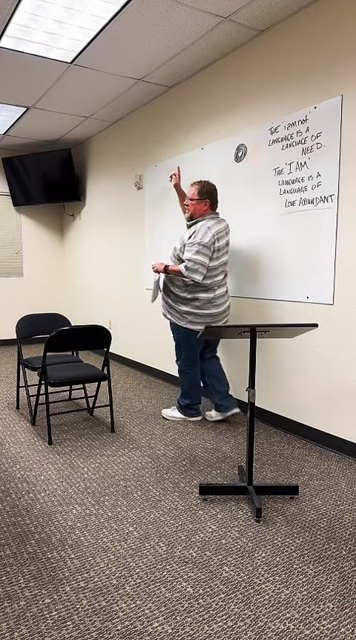 THE "i am not"
LANGUAGE IS A
LANGUAGE OF
NEED.
THE "I AM"
LANGUAGE IS A
LANGUAGE OF
LOVE ABUNDANT